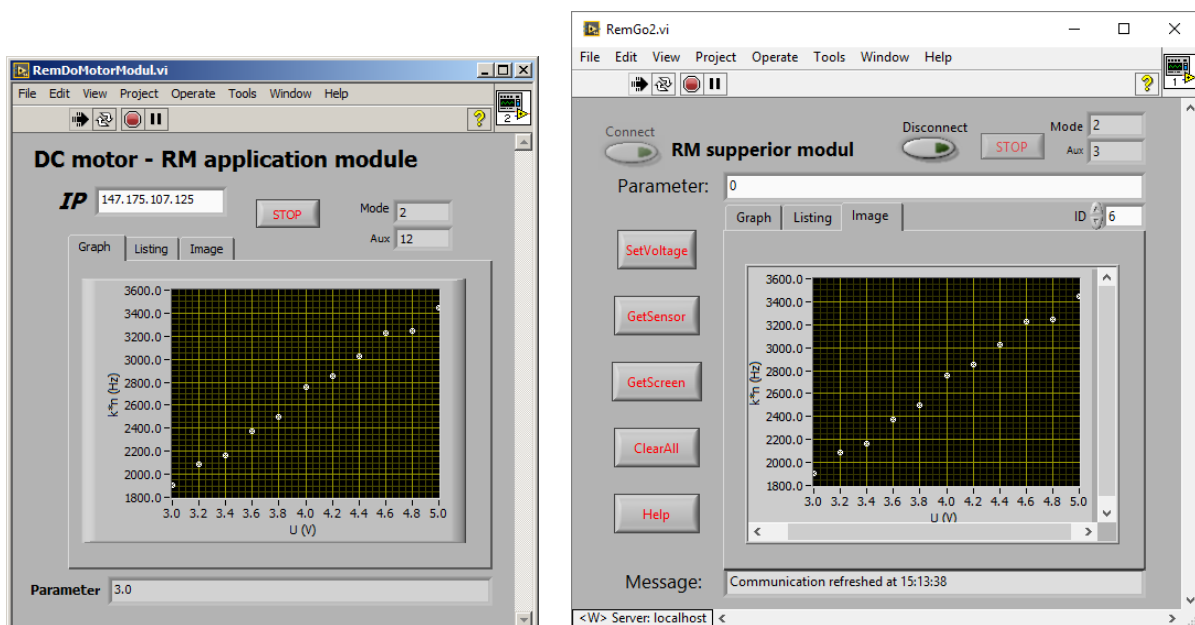 RemDoMotorModul.vi
File Edit View Project Operate Tools Window Help
2
DC motor - RM application module
IP 147.175.107.125
STOP
Mode 2
Aux 12
Graph Listing Image
3600.0
3400.0
3200.0
3000.0
2800.0
2600.0
2400.0
2200.0
2000.0
1800.0
k*n (Hz)
3.0 3.2 3.4 3.6 3.8 4.0 4.2 4.4 4.6 4.8 5.0
U (V)
Parameter 3.0
RemGo2.vi
File Edit View Project Operate Tools Window Help
1
Connect
RM supperior modul
Disconnect
STOP
Mode 2
Aux 3
Parameter: 0
Graph Listing Image
ID 6
SetVoltage
GetSensor
GetScreen
ClearAll
Help
3600.0
3400.0
3200.0
3000.0
2800.0
2600.0
2400.0
2200.0
2000.0
1800.0
k*n (Hz)
3.0 3.2 3.4 3.6 3.8 4.0 4.2 4.4 4.6 4.8 5.0
U (V)
Message: Communication refreshed at 15:13:38
<W> Server: localhost